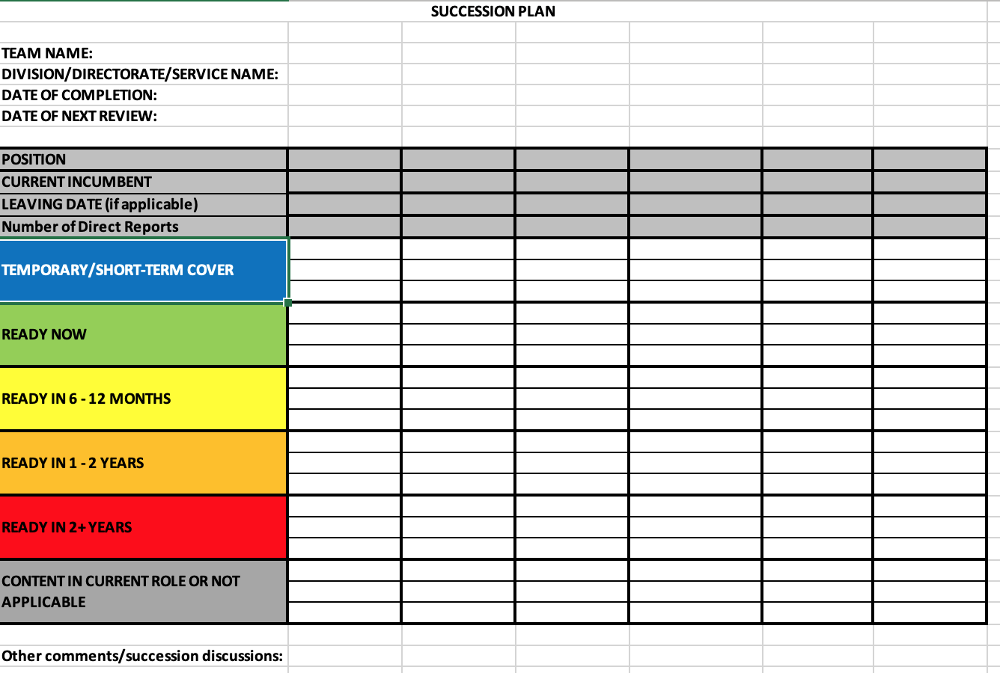 SUCCESSION PLAN
TEAM NAME:
DIVISION/DIRECTORATE/SERVICE NAME:
DATE OF COMPLETION:
DATE OF NEXT REVIEW:
POSITION
CURRENT INCUMBENT
LEAVING DATE (if applicable)
Number of Direct Reports
TEMPORARY/SHORT-TERM COVER
READY NOW
READY IN 6 - 12 MONTHS
READY IN 1 - 2 YEARS
READY IN 2+ YEARS
CONTENT IN CURRENT ROLE OR NOT
APPLICABLE
Other comments/succession discussions: